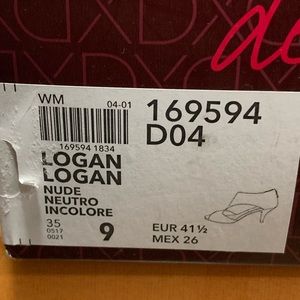 de
WM 04-01
169594
D04
169594 1834
LOGAN
LOGAN
NUDE
NEUTRO
INCOLORE
35
0517
0021
9
EUR 41½
MEX 26